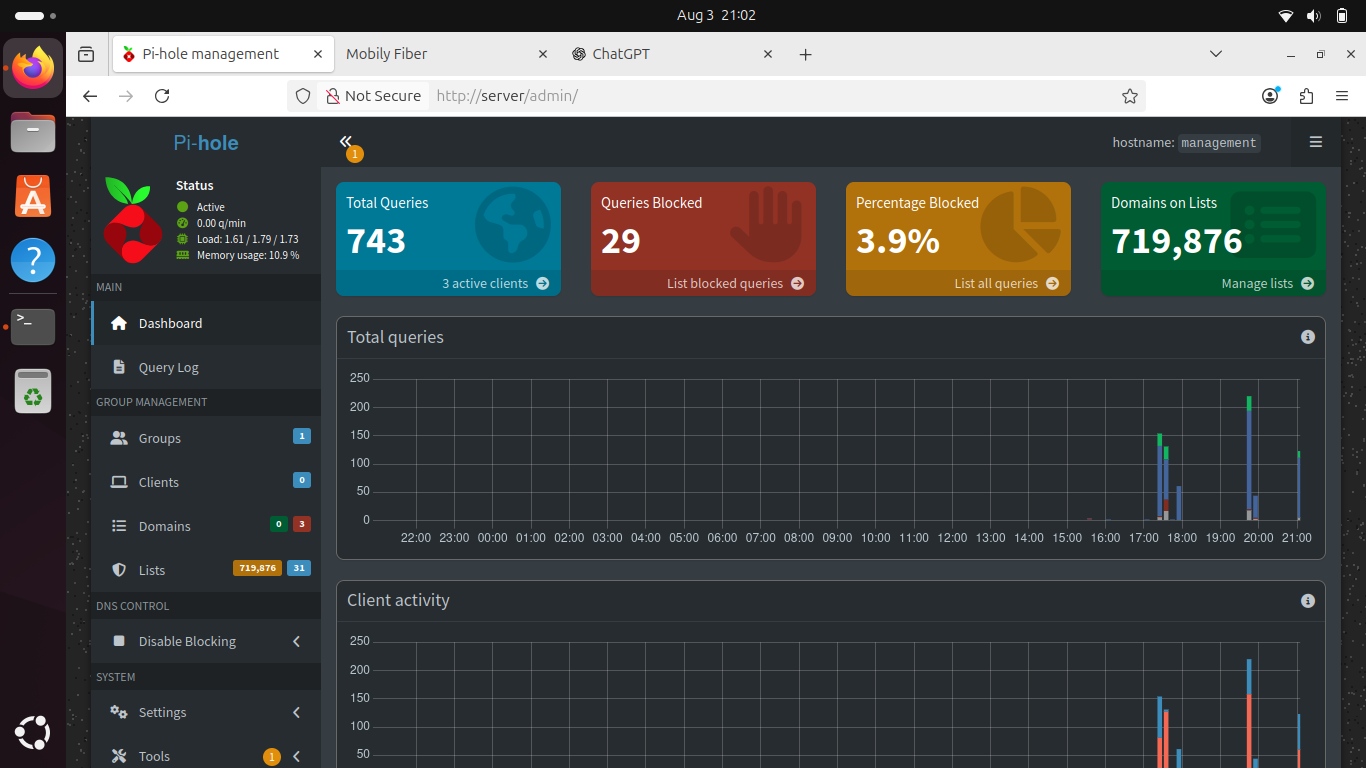 Aug 3 21:02
Pi-hole management
Mobily Fiber
ChatGPT
Not Secure
http://server/admin/
Pi-hole
1
hostname: management
Status
Active
0.00 q/min
Load: 1.61 / 1.79 / 1.73
Memory usage: 10.9 %
MAIN
Dashboard
Query Log
GROUP MANAGEMENT
Groups 1
Clients 0
Domains 0 3
Lists 719,876 31
DNS CONTROL
Disable Blocking
SYSTEM
Settings
Tools 1
Total Queries
743
3 active clients
Queries Blocked
29
List blocked queries
Percentage Blocked
3.9%
List all queries
Domains on Lists
719,876
Manage lists
Total queries
250
200
150
100
50
0
22:00 23:00 00:00 01:00 02:00 03:00 04:00 05:00 06:00 07:00 08:00 09:00 10:00 11:00 12:00 13:00 14:00 15:00 16:00 17:00 18:00 19:00 20:00 21:00
Client activity
250
200
150
100
50